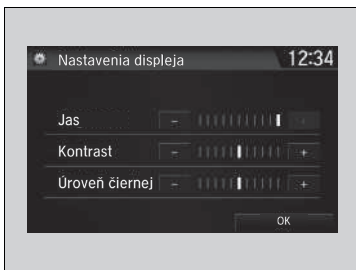 Nastavenia displeja 12:34
Jas - +
Kontrast - +
Úroveň čiernej - +
OK